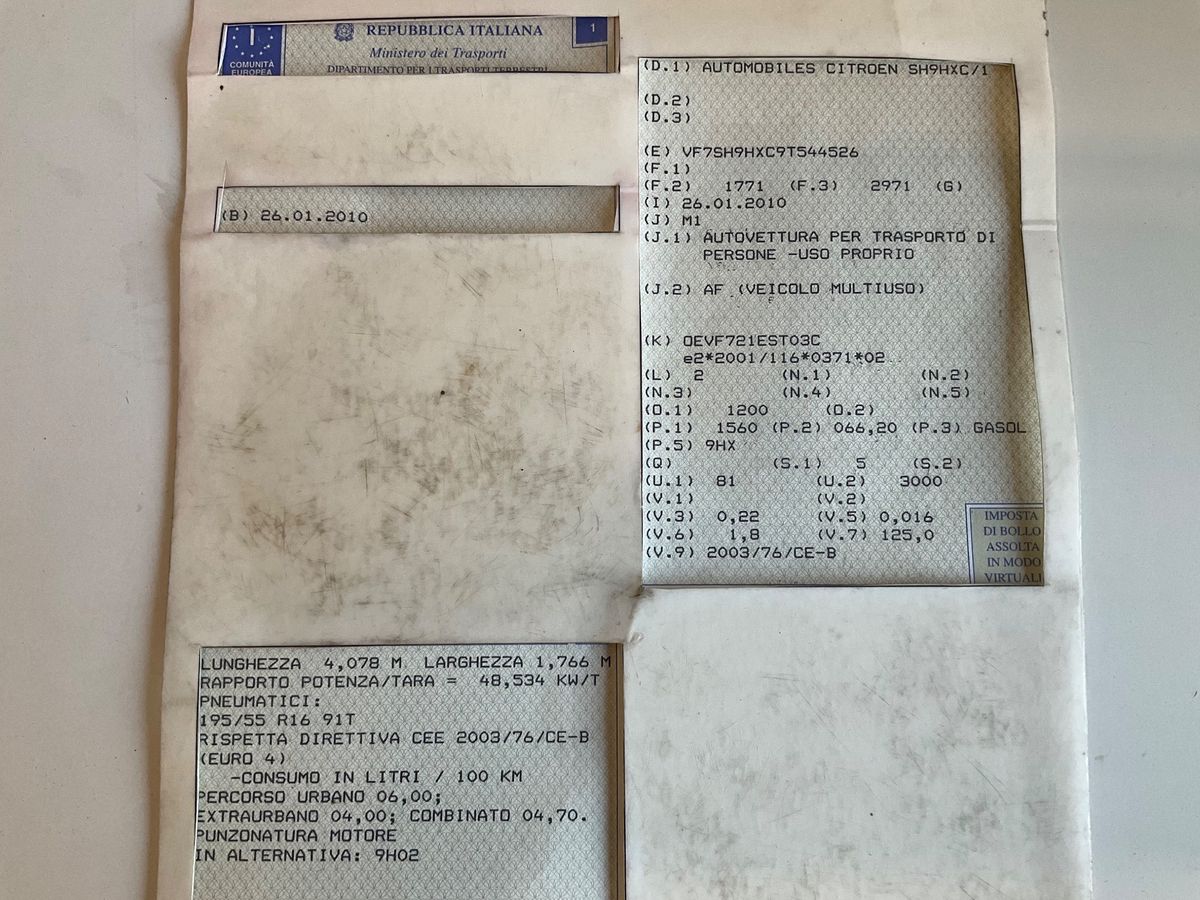 I
COMUNITÀ
EUROPEA
REPUBBLICA ITALIANA
Ministero dei Trasporti
DIPARTIMENTO PER I TRASPORTI TERRESTRI
1
(B) 26.01.2010
(D.1) AUTOMOBILES CITROEN SH9HXC/1
(D.2)
(D.3)
(E) VF7SH9HXC9T544526
(F.1)
(F.2) 1771 (F.3) 2971 (G)
(I) 26.01.2010
(J) M1
(J.1) AUTOVETTURA PER TRASPORTO DI
PERSONE -USO PROPRIO
(J.2) AF (VEICOLO MULTIUSO)
(K) OEVF721EST03C
e2*2001/116*0371*02
(L) 2 (N.1) (N.2)
(N.3) (N.4) (N.5)
(O.1) 1200 (O.2)
(P.1) 1560 (P.2) 066,20 (P.3) GASOL
(P.5) 9HX
(Q) (S.1) 5 (S.2)
(U.1) 81 (U.2) 3000
(V.1) (V.2)
(V.3) 0,22 (V.5) 0,016
(V.6) 1,8 (V.7) 125,0
(V.9) 2003/76/CE-B
IMPOSTA
DI BOLLO
ASSOLTA
IN MODO
VIRTUALE
LUNGHEZZA 4,078 M LARGHEZZA 1,766 M
RAPPORTO POTENZA/TARA = 48,534 KW/T
PNEUMATICI:
195/55 R16 91T
RISPETTA DIRETTIVA CEE 2003/76/CE-B
(EURO 4)
-CONSUMO IN LITRI / 100 KM
PERCORSO URBANO 06,00;
EXTRAURBANO 04,00; COMBINATO 04,70.
PUNZONATURA MOTORE
IN ALTERNATIVA: 9H02